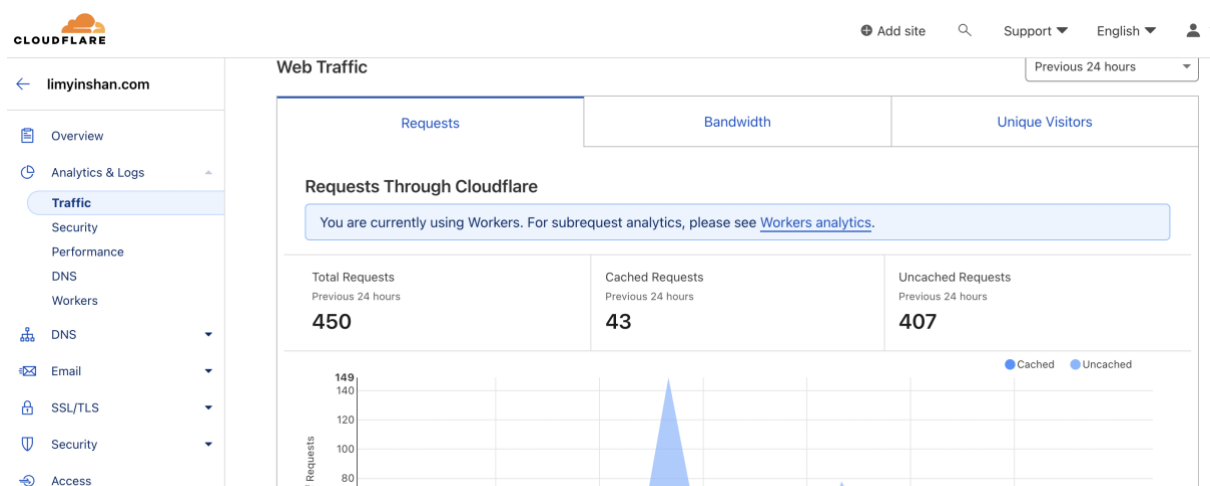 CLOUDFLARE
Add site
Support
English
limyinshan.com
Overview
Analytics & Logs
Traffic
Security
Performance
DNS
Workers
DNS
Email
SSL/TLS
Security
Access
Web Traffic
Previous 24 hours
Requests
Bandwidth
Unique Visitors
Requests Through Cloudflare
You are currently using Workers. For subrequest analytics, please see Workers analytics.
Total Requests
Previous 24 hours
450
Cached Requests
Previous 24 hours
43
Uncached Requests
Previous 24 hours
407
Cached
Uncached
149
140
120
100
80
Requests